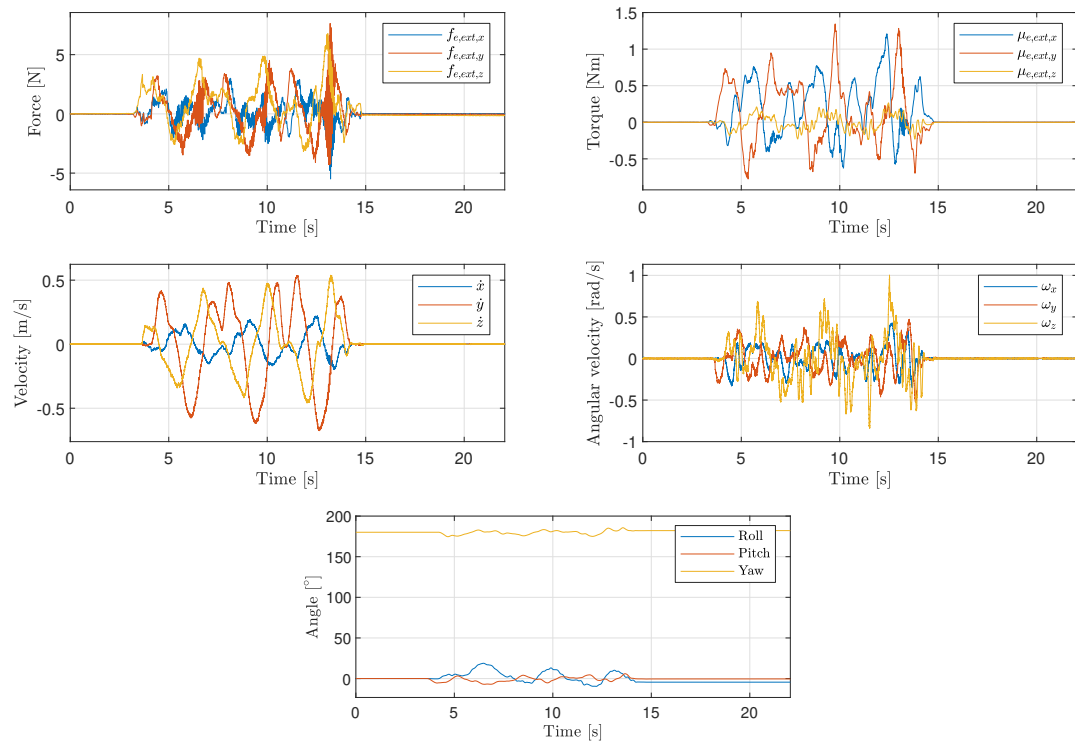 Force [N]
5
0
-5
0 5 10 15 20
Time [s]
f_{e,ext,x}
f_{e,ext,y}
f_{e,ext,z}
Torque [Nm]
1.5
1
0.5
0
-0.5
0 5 10 15 20
Time [s]
μ_{e,ext,x}
μ_{e,ext,y}
μ_{e,ext,z}
Velocity [m/s]
0.5
0
-0.5
0 5 10 15 20
Time [s]
ẋ
ẏ
ż
Angular velocity [rad/s]
1
0.5
0
-0.5
-1
0 5 10 15 20
Time [s]
ω_x
ω_y
ω_z
Angle [°]
200
150
100
50
0
0 5 10 15 20
Time [s]
Roll
Pitch
Yaw